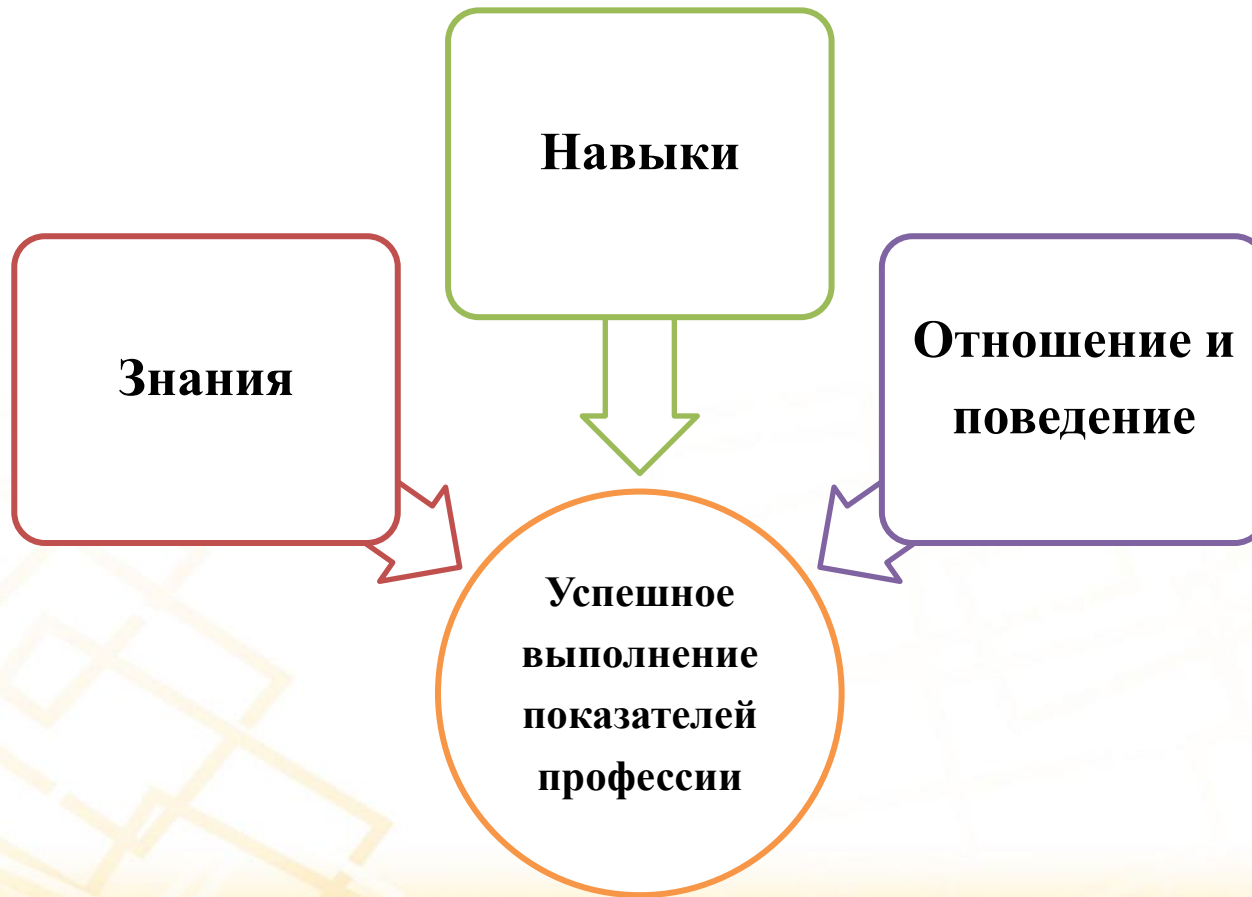 Навыки
Знания
Отношение и
поведение
Успешное
выполнение
показателей
профессии